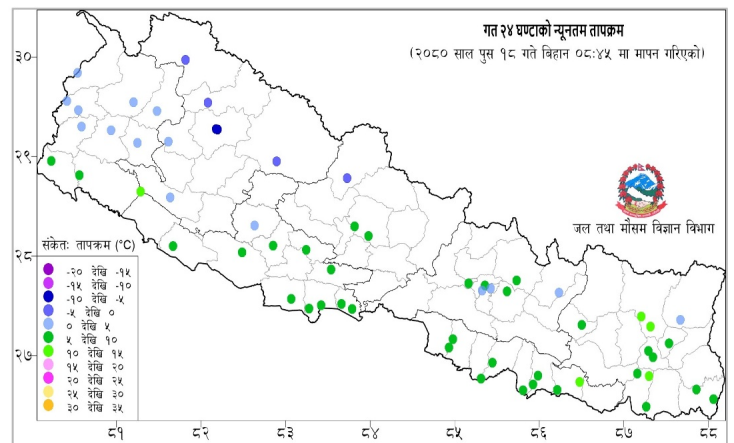 गत २४ घण्टाको न्यूनतम तापक्रम
(२०८० साल पुस १८ गते बिहान ०८:४५ मा मापन गरिएको)
३०
२९
जल तथा मौसम विज्ञान विभाग
२८
संकेतः तापक्रम (°C)
-२० देखि -१५
-१५ देखि -१०
-१० देखि -५
-५ देखि ०
० देखि ५
५ देखि १०
१० देखि १५
१५ देखि २०
२० देखि २५
२५ देखि ३०
३० देखि ३५
२७
८१ ८२ ८३ ८४ ८५ ८६ ८७ ८८